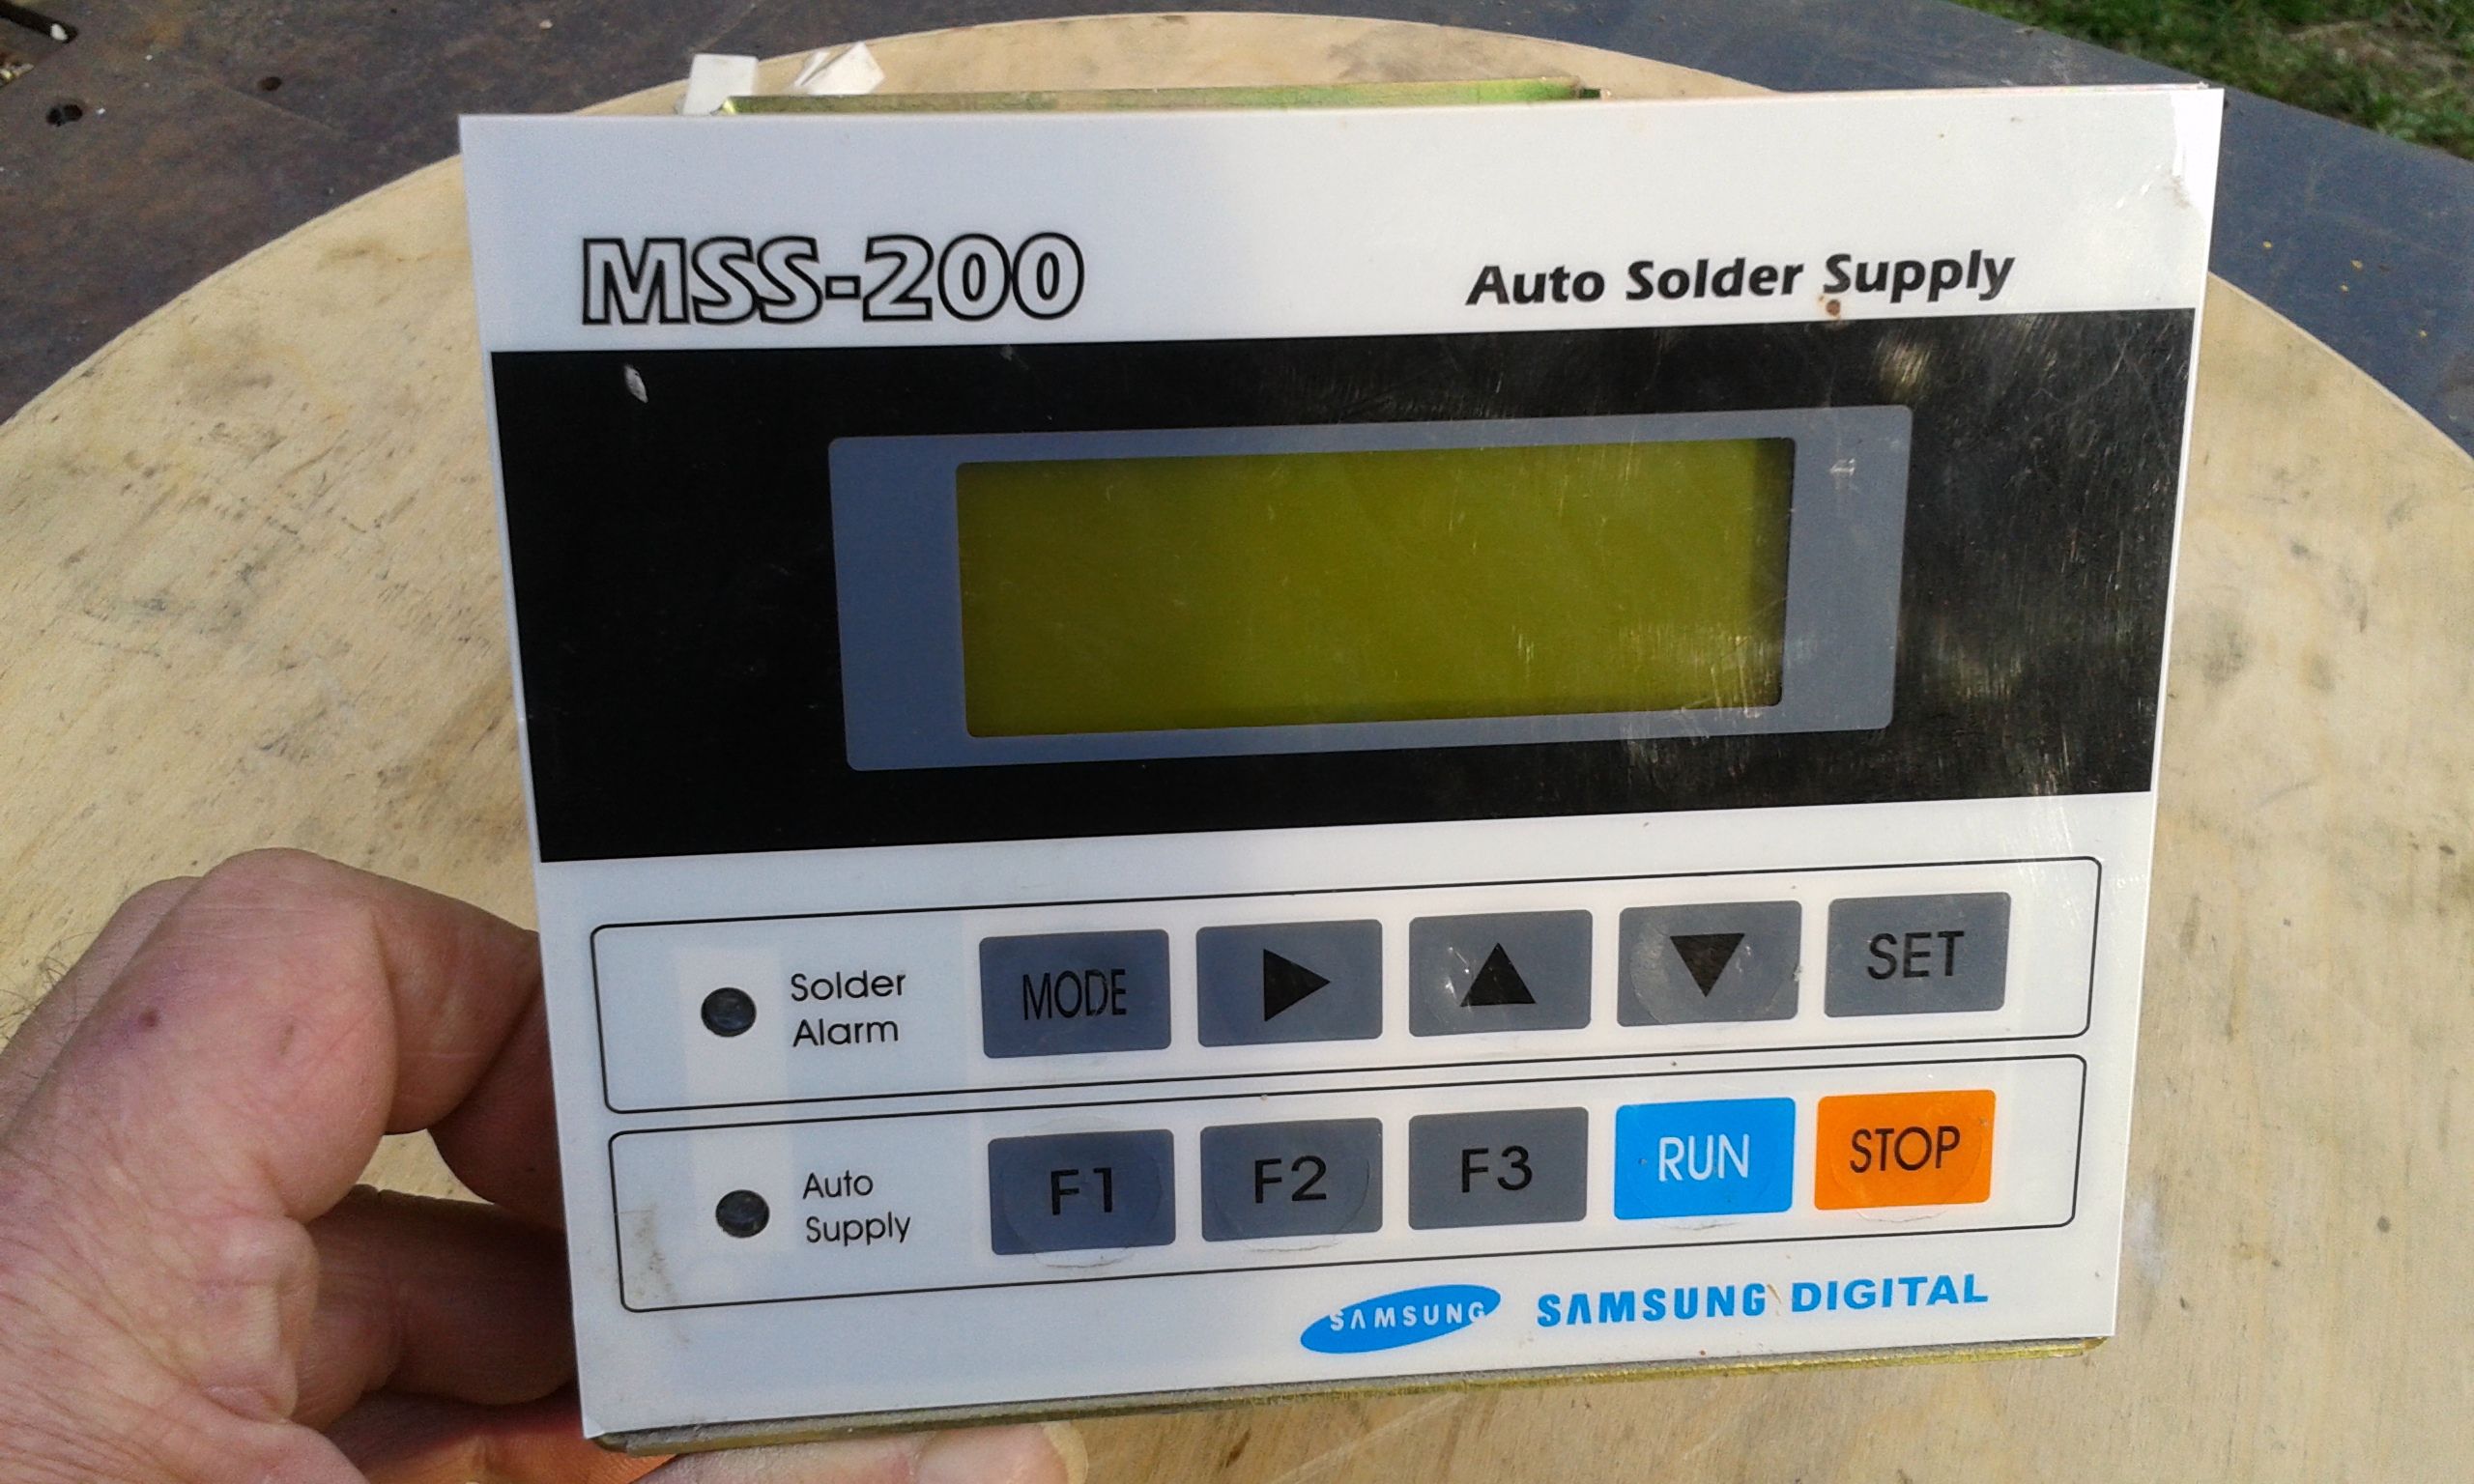 MSS-200
Auto Solder Supply
Solder
Alarm
MODE
SET
Auto
Supply
F1
F2
F3
RUN
STOP
SAMSUNG
SAMSUNG DIGITAL